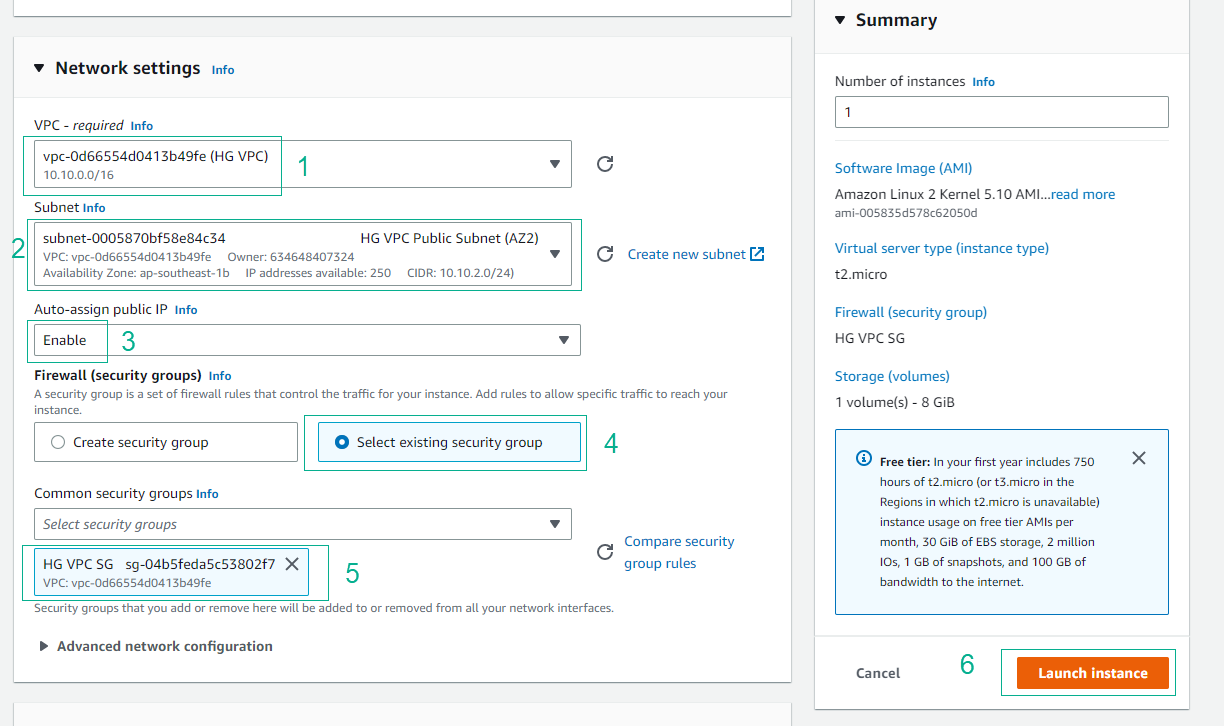 Network settings Info
VPC - required Info
vpc-0d66554d0413b49fe (HG VPC)
10.10.0.0/16
1
Subnet Info
2
subnet-0005870bf58e84c34 HG VPC Public Subnet (AZ2)
VPC: vpc-0d66554d0413b49fe Owner: 634648407324
Availability Zone: ap-southeast-1b IP addresses available: 250 CIDR: 10.10.2.0/24)
Create new subnet
Auto-assign public IP Info
Enable
3
Firewall (security groups) Info
A security group is a set of firewall rules that control the traffic for your instance. Add rules to allow specific traffic to reach your
instance.
Create security group
Select existing security group
4
Common security groups Info
Select security groups
Compare security
group rules
HG VPC SG sg-04b5feda5c53802f7
VPC: vpc-0d66554d0413b49fe
5
Security groups that you add or remove here will be added to or removed from all your network interfaces.
Advanced network configuration
Summary
Number of instances Info
1
Software Image (AMI)
Amazon Linux 2 Kernel 5.10 AMI...read more
ami-005835d578c62050d
Virtual server type (instance type)
t2.micro
Firewall (security group)
HG VPC SG
Storage (volumes)
1 volume(s) - 8 GiB
Free tier: In your first year includes 750
hours of t2.micro (or t3.micro in the
Regions in which t2.micro is unavailable)
instance usage on free tier AMIs per
month, 30 GiB of EBS storage, 2 million
IOs, 1 GB of snapshots, and 100 GB of
bandwidth to the internet.
Cancel
6
Launch instance